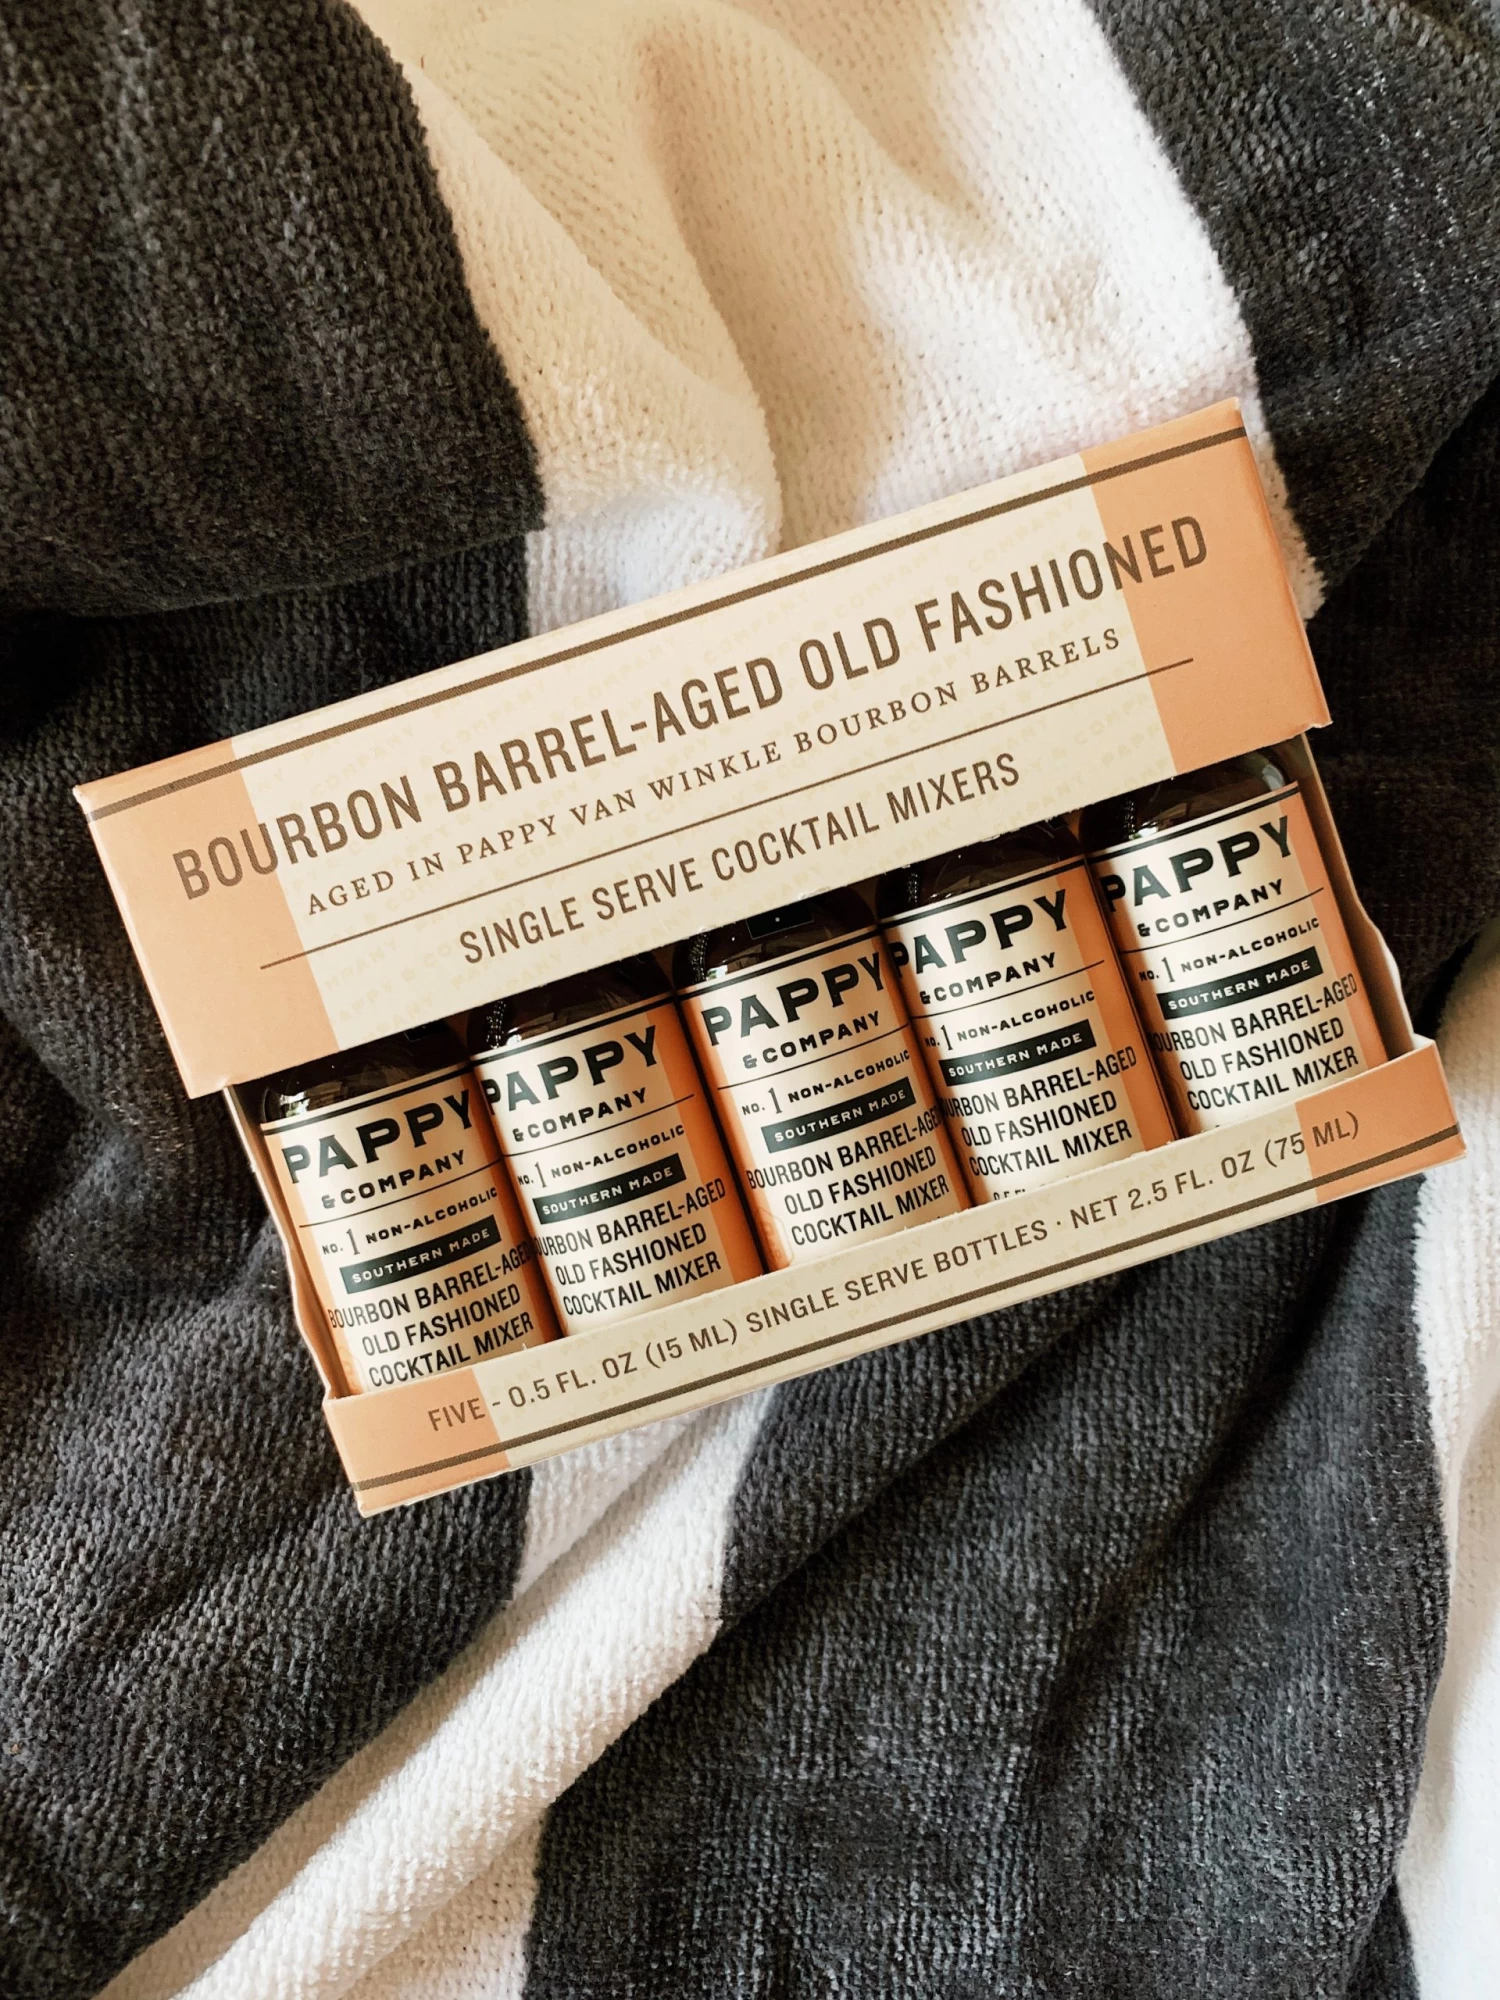 BOURBON BARREL-AGED OLD FASHIONED
AGED IN PAPPY VAN WINKLE BOURBON BARRELS
SINGLE SERVE COCKTAIL MIXERS
PAPPY
& COMPANY
NO. 1 NON-ALCOHOLIC
SOUTHERN MADE
BOURBON BARREL-AGED
OLD FASHIONED
COCKTAIL MIXER
PAPPY
& COMPANY
NO. 1 NON-ALCOHOLIC
SOUTHERN MADE
OURBON BARREL-AGED
OLD FASHIONED
COCKTAIL MIXER
PAPPY
& COMPANY
NO. 1 NON-ALCOHOLIC
SOUTHERN MADE
BOURBON BARREL-AGED
OLD FASHIONED
COCKTAIL MIXER
PAPPY
& COMPANY
NO. 1 NON-ALCOHOLIC
SOUTHERN MADE
OURBON BARREL-AGED
OLD FASHIONED
COCKTAIL MIXER
PAPPY
& COMPANY
NO. 1 NON-ALCOHOLIC
SOUTHERN MADE
BOURBON BARREL-AGED
OLD FASHIONED
COCKTAIL MIXER
FIVE - 0.5 FL. OZ (15 ML) SINGLE SERVE BOTTLES · NET 2.5 FL. OZ (75 ML)